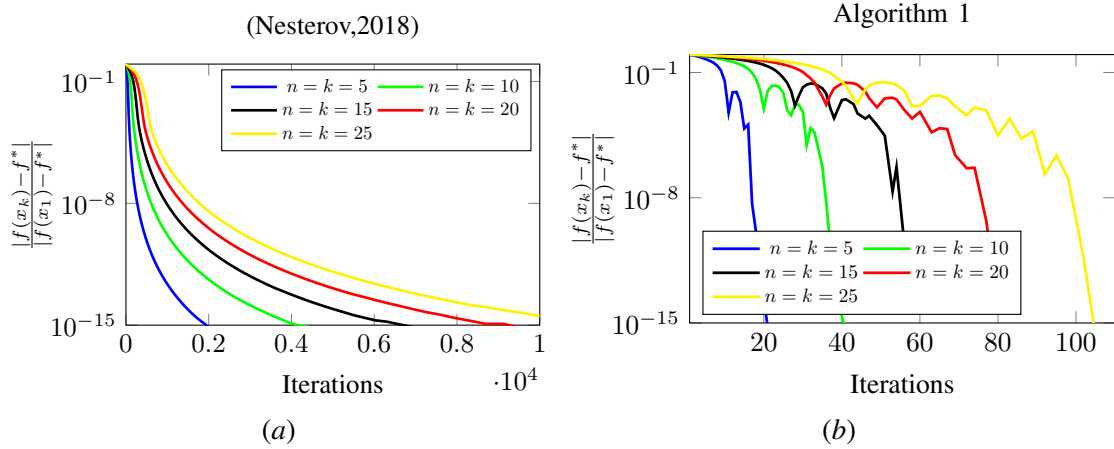 (Nesterov,2018)
10^{-1}
10^{-8}
10^{-15}
|f(x_k)−f*| / |f(x_1)−f*|
n = k = 5
n = k = 10
n = k = 15
n = k = 20
n = k = 25
0 0.2 0.4 0.6 0.8 1
·10^4
Iterations
(a)
Algorithm 1
10^{-1}
10^{-8}
10^{-15}
|f(x_k)−f*| / |f(x_1)−f*|
n = k = 5
n = k = 10
n = k = 15
n = k = 20
n = k = 25
20 40 60 80 100
Iterations
(b)